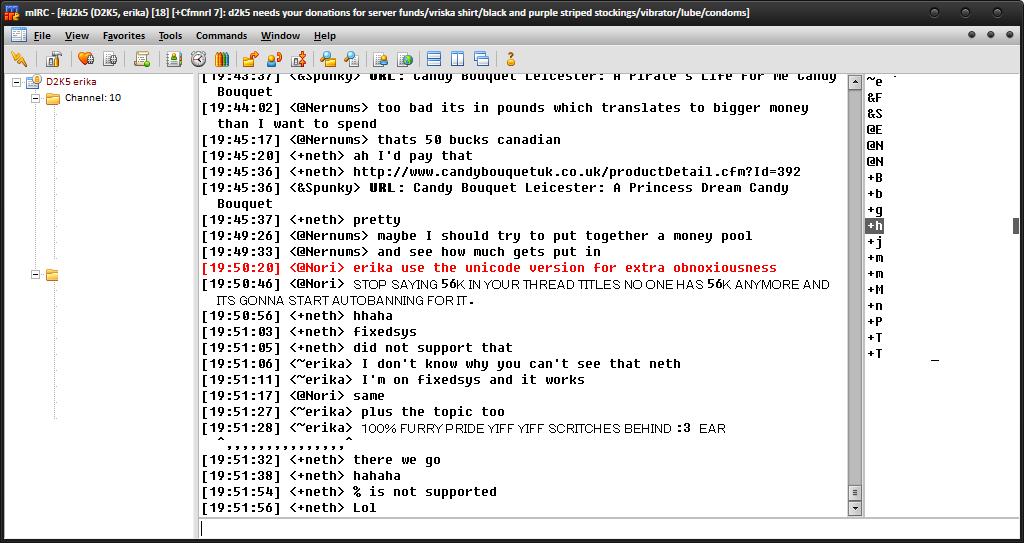 mIRC - [#d2k5 (D2K5, erika) [18] [+Cfmnrl 7]: d2k5 needs your donations for server funds/vriska shirt/black and purple striped stockings/vibrator/lube/condoms]
File View Favorites Tools Commands Window Help
D2K5 erika
Channel: 10
[19:43:37] <&Spunky> URL: Candy Bouquet Leicester: A Pirate's Life For Me Candy
Bouquet
[19:44:02] <@Nernums> too bad its in pounds which translates to bigger money
than I want to spend
[19:45:17] <@Nernums> thats 50 bucks canadian
[19:45:20] <+neth> ah I'd pay that
[19:45:36] <+neth> http://www.candybouquetuk.co.uk/productDetail.cfm?Id=392
[19:45:36] <&Spunky> URL: Candy Bouquet Leicester: A Princess Dream Candy
Bouquet
[19:45:37] <+neth> pretty
[19:49:26] <@Nernums> maybe I should try to put together a money pool
[19:49:33] <@Nernums> and see how much gets put in
[19:50:20] <@Nori> erika use the unicode version for extra obnoxiousness
[19:50:46] <@Nori> STOP SAYING 56K IN YOUR THREAD TITLES NO ONE HAS 56K ANYMORE AND
ITS GONNA START AUTOBANNING FOR IT.
[19:50:56] <+neth> hhaha
[19:51:03] <+neth> fixedsys
[19:51:05] <+neth> did not support that
[19:51:06] <~erika> I don't know why you can't see that neth
[19:51:11] <~erika> I'm on fixedsys and it works
[19:51:17] <@Nori> same
[19:51:27] <~erika> plus the topic too
[19:51:28] <~erika> 100% FURRY PRIDE YIFF YIFF SCRITCHES BEHIND :3 EAR
^,,,,,,,,,,,,,,,^
[19:51:32] <+neth> there we go
[19:51:38] <+neth> hahaha
[19:51:54] <+neth> % is not supported
[19:51:56] <+neth> Lol
~e
&F
&S
@E
@N
@N
+B
+b
+g
+h
+j
+m
+m
+M
+n
+P
+T
+T